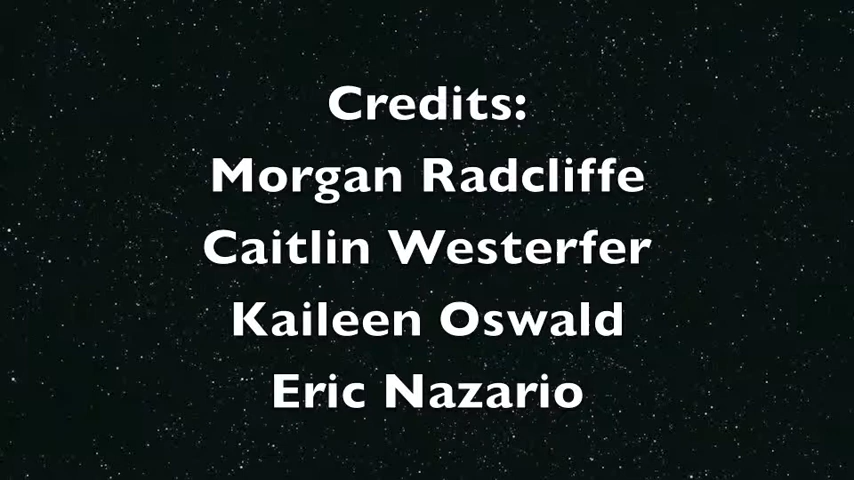 Credits:
Morgan Radcliffe
Caitlin Westerfer
Kaileen Oswald
Eric Nazario